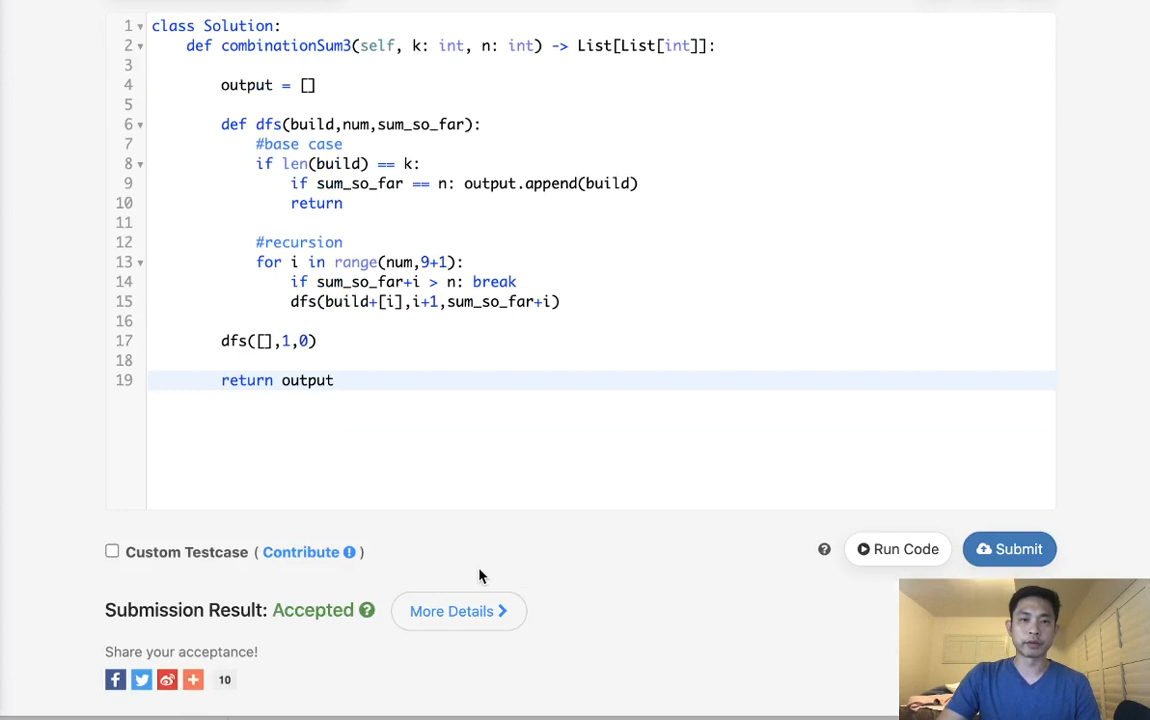 1 class Solution:
2 def combinationSum3(self, k: int, n: int) -> List[List[int]]:
3
4 output = []
5
6 def dfs(build,num,sum_so_far):
7 #base case
8 if len(build) == k:
9 if sum_so_far == n: output.append(build)
10 return
11
12 #recursion
13 for i in range(num,9+1):
14 if sum_so_far+i > n: break
15 dfs(build+[i],i+1,sum_so_far+i)
16
17 dfs([],1,0)
18
19 return output
Custom Testcase ( Contribute )
? Run Code Submit
Submission Result: Accepted ? More Details >
Share your acceptance!
10